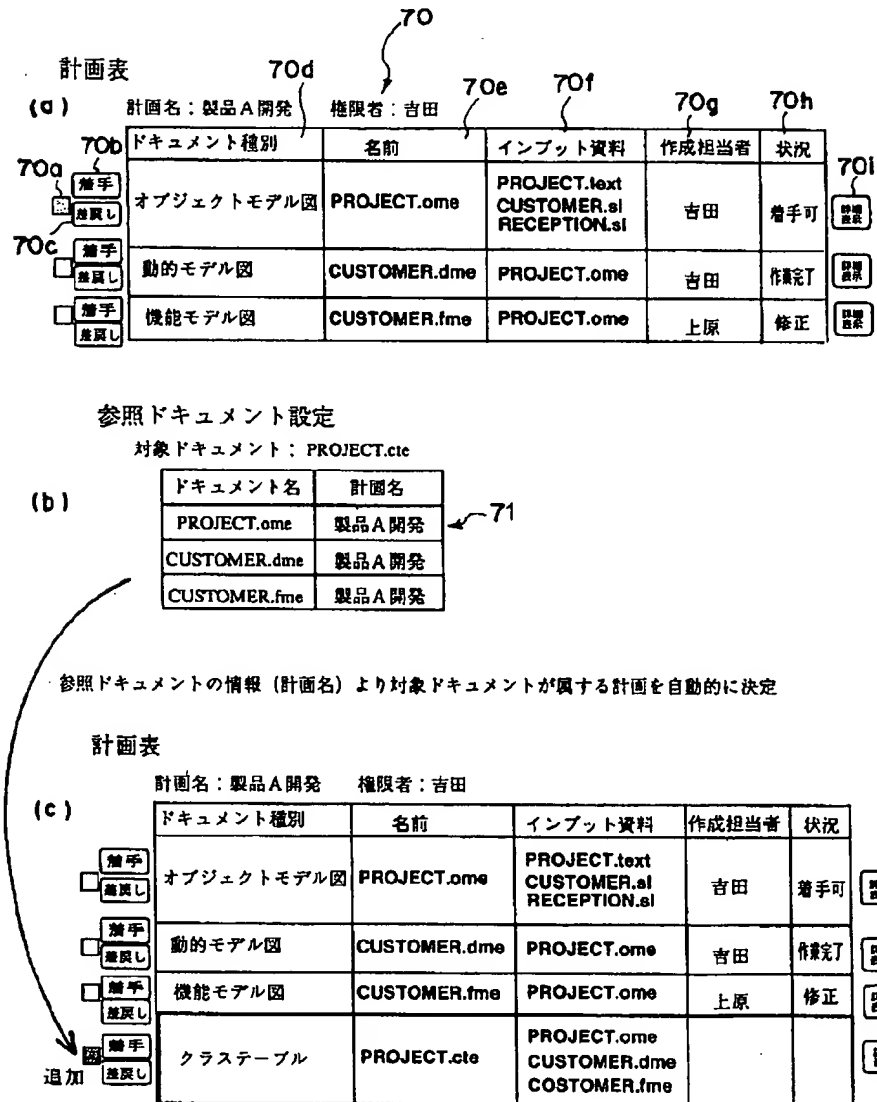 70
計画表
70d
70e
70f
70g
70h
(a)
計画名：製品A開発 権限者：吉田
70a
70b
70c
70i
ドキュメント種別 名前 インプット資料 作成担当者 状況
着手
差戻し
オブジェクトモデル図 PROJECT.ome PROJECT.text
CUSTOMER.sl
RECEPTION.sl
吉田 着手可 詳細
表示
着手
差戻し
動的モデル図 CUSTOMER.dme PROJECT.ome 吉田 作業完了 詳細
表示
着手
差戻し
機能モデル図 CUSTOMER.fme PROJECT.ome 上原 修正 詳細
表示
参照ドキュメント設定
対象ドキュメント：PROJECT.cte
(b)
ドキュメント名 計画名
PROJECT.ome 製品A開発
71
CUSTOMER.dme 製品A開発
CUSTOMER.fme 製品A開発
参照ドキュメントの情報（計画名）より対象ドキュメントが属する計画を自動的に決定
計画表
計画名：製品A開発 権限者：吉田
(c)
ドキュメント種別 名前 インプット資料 作成担当者 状況
着手
差戻し
オブジェクトモデル図 PROJECT.ome PROJECT.text
CUSTOMER.sl
RECEPTION.sl
吉田 着手可
着手
差戻し
動的モデル図 CUSTOMER.dme PROJECT.ome 吉田 作業完了
着手
差戻し
機能モデル図 CUSTOMER.fme PROJECT.ome 上原 修正
着手
差戻し
追加
クラステーブル PROJECT.cte PROJECT.ome
CUSTOMER.dme
COSTOMER.fme